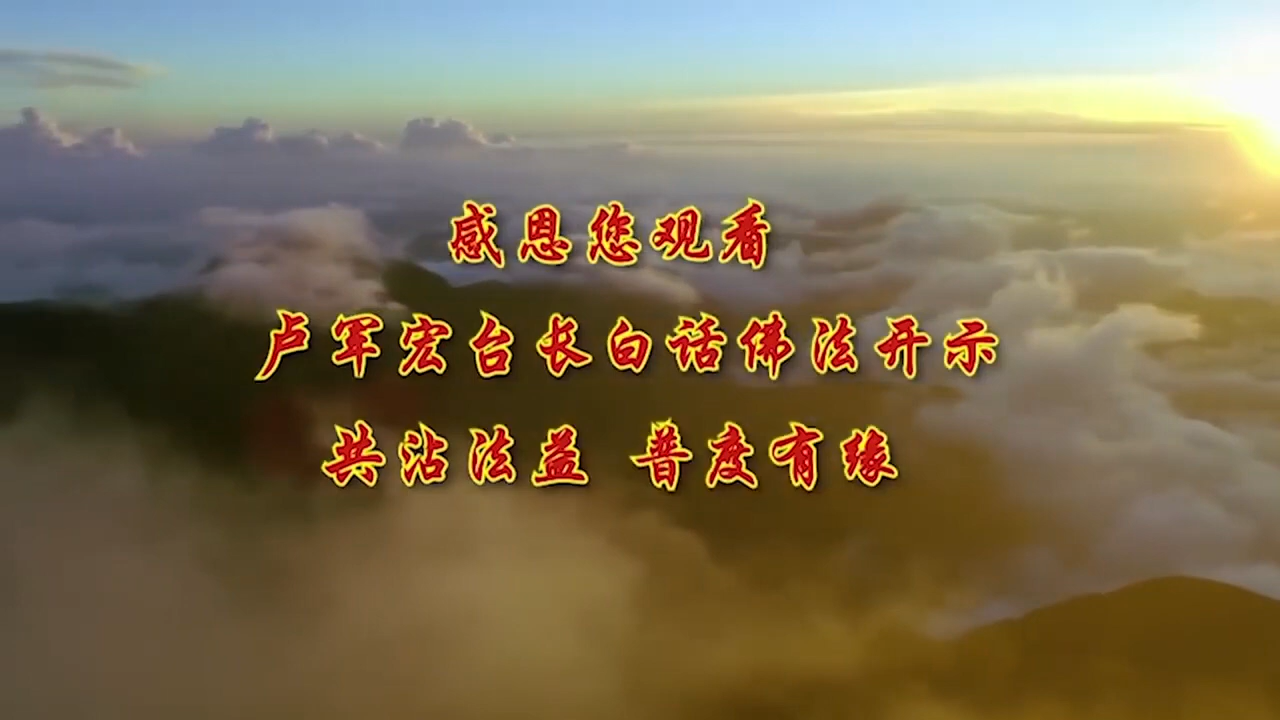 感恩您观看
卢军宏台长白话佛法开示
共沾法益 普度有缘